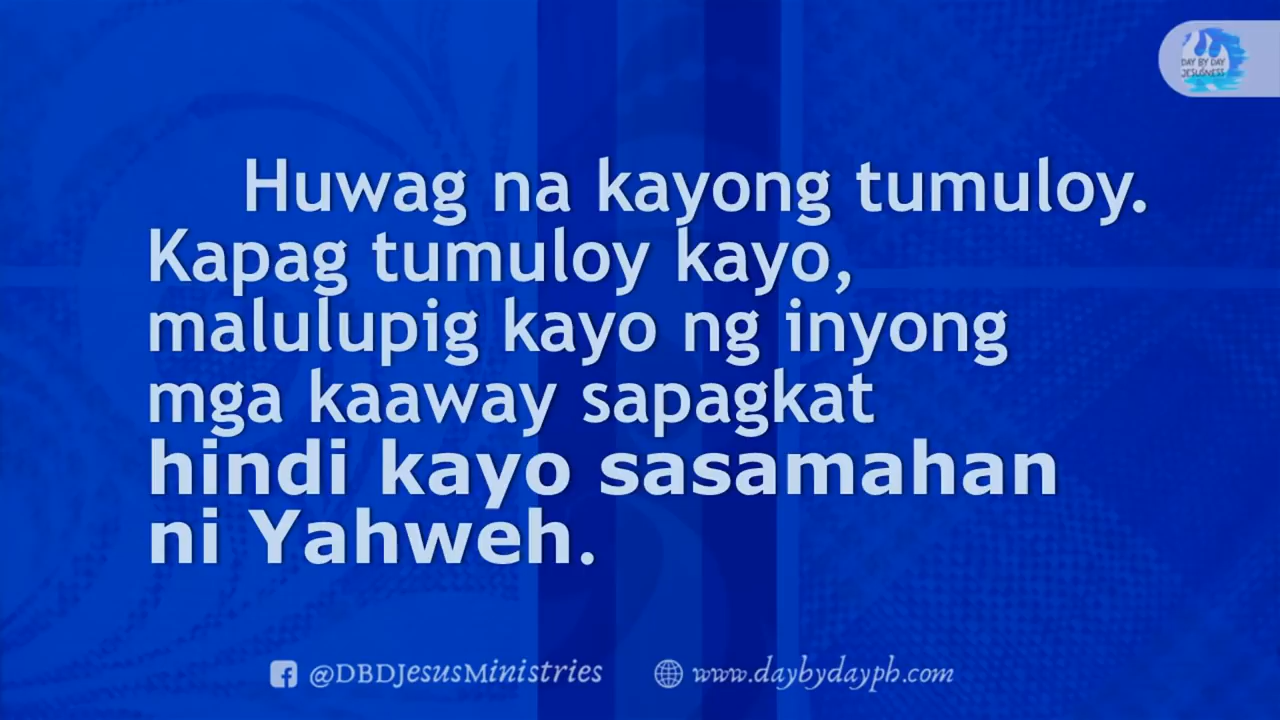 DAY BY DAY
JESUSNESS
Huwag na kayong tumuloy.
Kapag tumuloy kayo,
malulupig kayo ng inyong
mga kaaway sapagkat
hindi kayo sasamahan
ni Yahweh.
@DBDJesusMinistries www.daybydayph.com